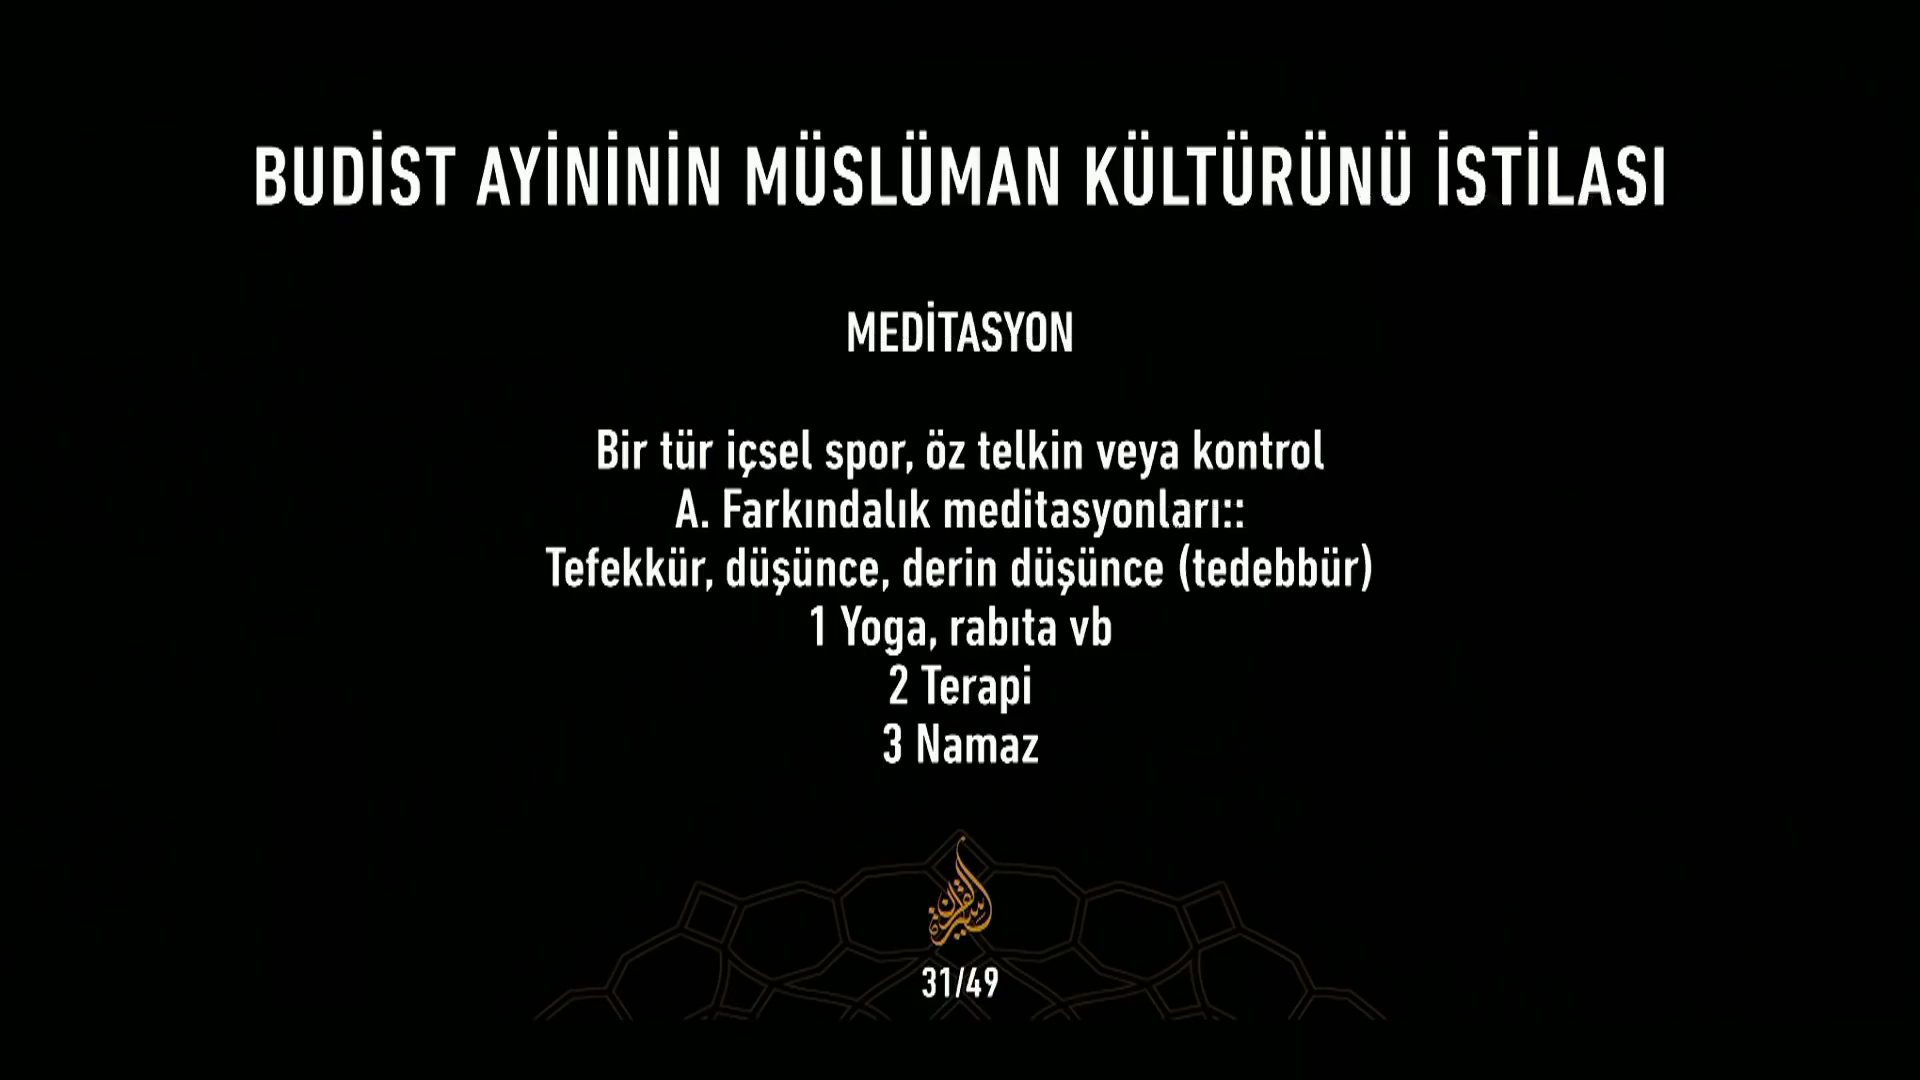 BUDİST AYİNİNİN MÜSLÜMAN KÜLTÜRÜNÜ İSTİLASI
MEDİTASYON
Bir tür içsel spor, öz telkin veya kontrol
A. Farkındalık meditasyonları::
Tefekkür, düşünce, derin düşünce (tedebbür)
1 Yoga, rabıta vb
2 Terapi
3 Namaz
31/49